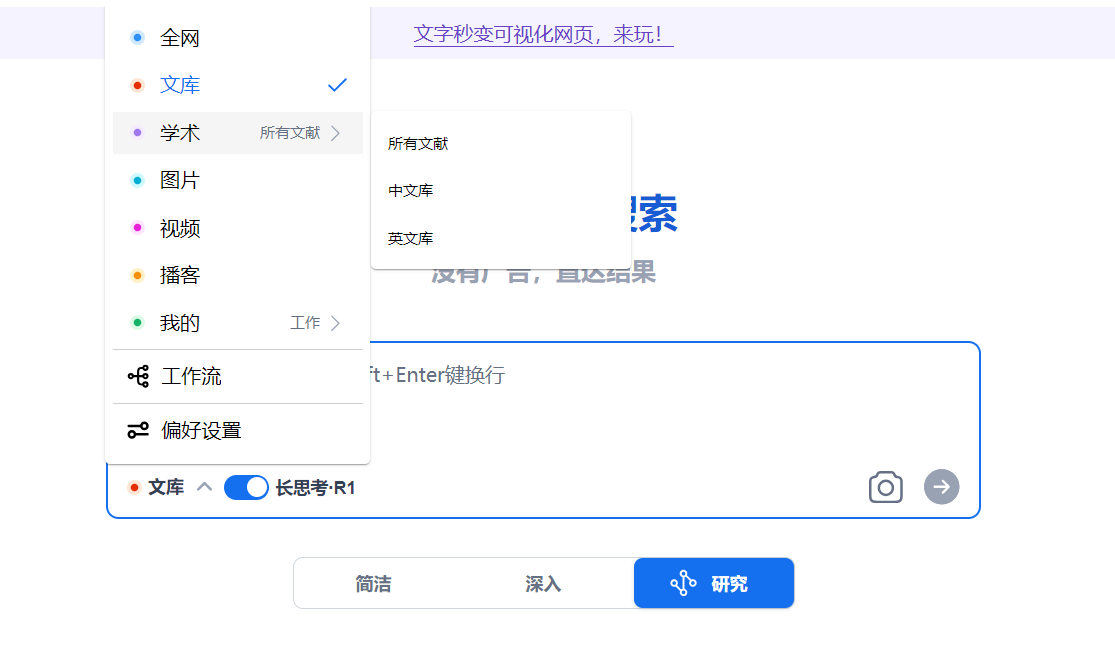 文字秒变可视化网页，来玩！
全网
文库
学术 所有文献
所有文献
中文库
英文库
图片
视频
播客
我的 工作
工作流
偏好设置
搜索
没有广告，直达结果
ft+Enter键换行
文库 长思考·R1
简洁 深入 研究